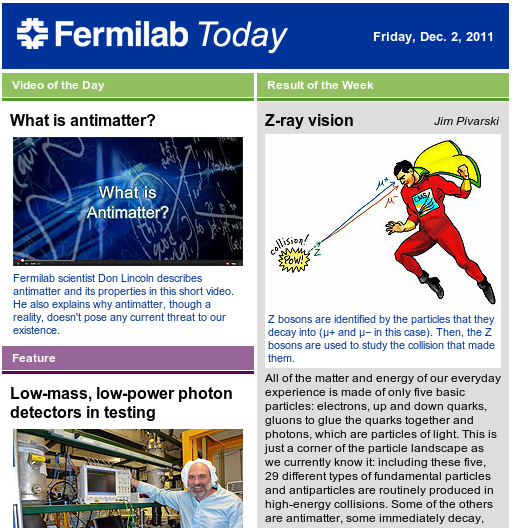 Fermilab Today
Friday, Dec. 2, 2011
Video of the Day
What is antimatter?
What is
Antimatter?
Fermilab scientist Don Lincoln describes
antimatter and its properties in this short video.
He also explains why antimatter, though a
reality, doesn't pose any current threat to our
existence.
Feature
Low-mass, low-power photon
detectors in testing
Result of the Week
Z-ray vision
Jim Pivarski
CMS
μ+
μ−
Z
collision!
POW!
Z bosons are identified by the particles that they
decay into (μ+ and μ− in this case). Then, the Z
bosons are used to study the collision that made
them.
All of the matter and energy of our everyday
experience is made of only five basic
particles: electrons, up and down quarks,
gluons to glue the quarks together and
photons, which are particles of light. This is
just a corner of the particle landscape as
we currently know it: including these five,
29 different types of fundamental particles
and antiparticles are routinely produced in
high-energy collisions. Some of the others
are antimatter, some immediately decay,